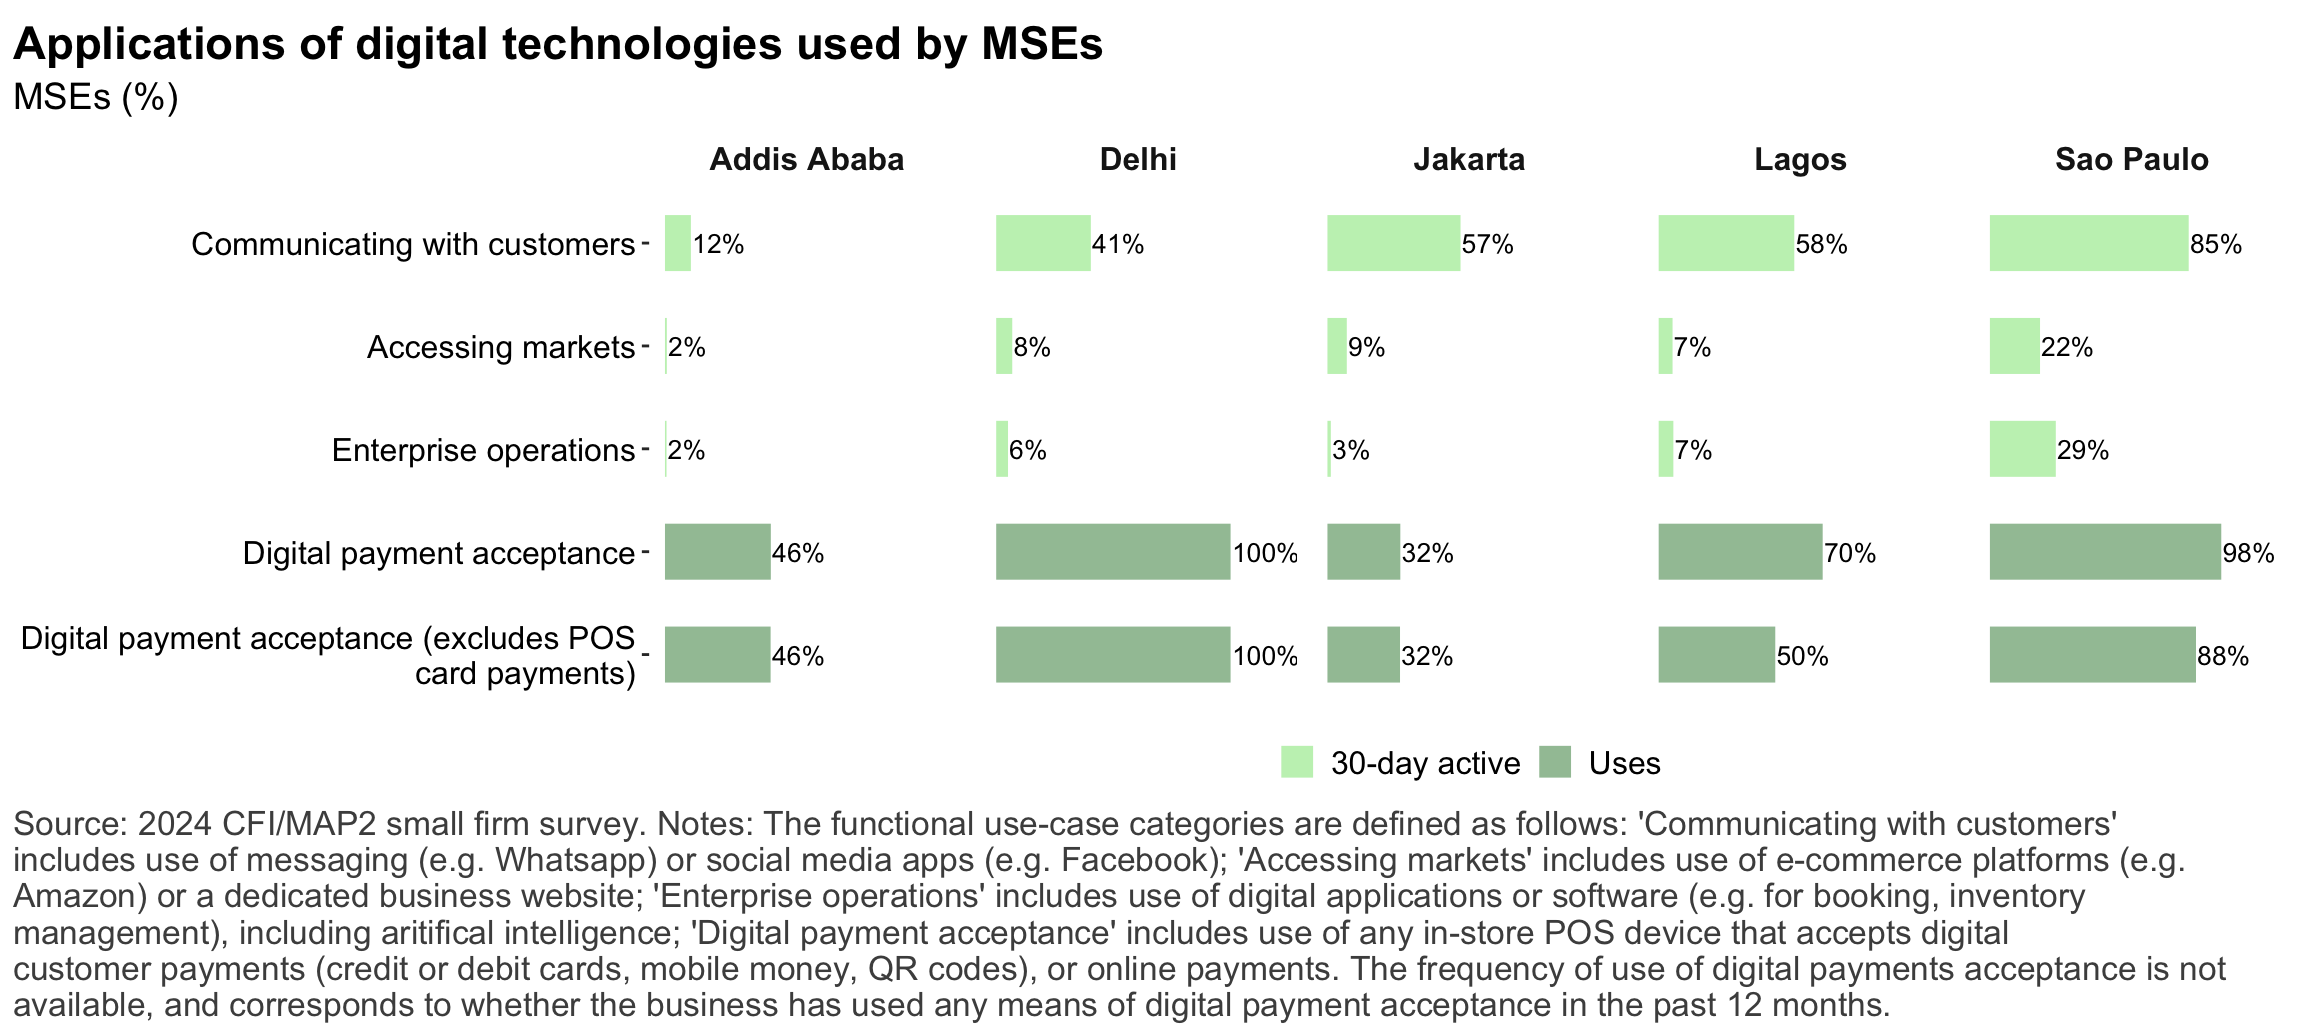 Applications of digital technologies used by MSEs
MSEs (%)
Addis Ababa Delhi Jakarta Lagos Sao Paulo
Communicating with customers 12% 41% 57% 58% 85%
Accessing markets 2% 8% 9% 7% 22%
Enterprise operations 2% 6% 3% 7% 29%
Digital payment acceptance 46% 100% 32% 70% 98%
Digital payment acceptance (excludes POS
card payments) 46% 100% 32% 50% 88%
30-day active Uses
Source: 2024 CFI/MAP2 small firm survey. Notes: The functional use-case categories are defined as follows: 'Communicating with customers'
includes use of messaging (e.g. Whatsapp) or social media apps (e.g. Facebook); 'Accessing markets' includes use of e-commerce platforms (e.g.
Amazon) or a dedicated business website; 'Enterprise operations' includes use of digital applications or software (e.g. for booking, inventory
management), including aritifical intelligence; 'Digital payment acceptance' includes use of any in-store POS device that accepts digital
customer payments (credit or debit cards, mobile money, QR codes), or online payments. The frequency of use of digital payments acceptance is not
available, and corresponds to whether the business has used any means of digital payment acceptance in the past 12 months.